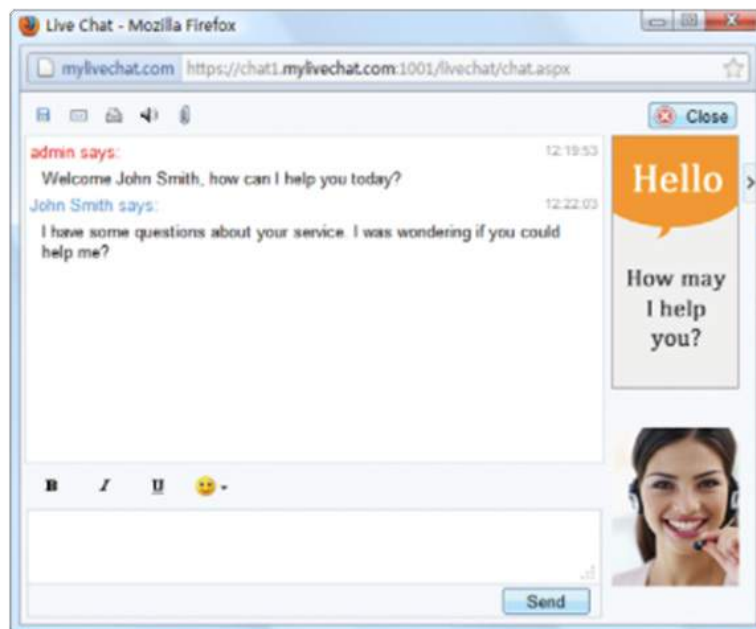 Live Chat - Mozilla Firefox
mylivechat.com https://chat1.mylivechat.com:1001/livechat/chat.aspx
Close
admin says: 12:19:53
Welcome John Smith, how can I help you today?
John Smith says: 12:22:03
I have some questions about your service. I was wondering if you could
help me?
Hello
How may
I help
you?
B I U
Send